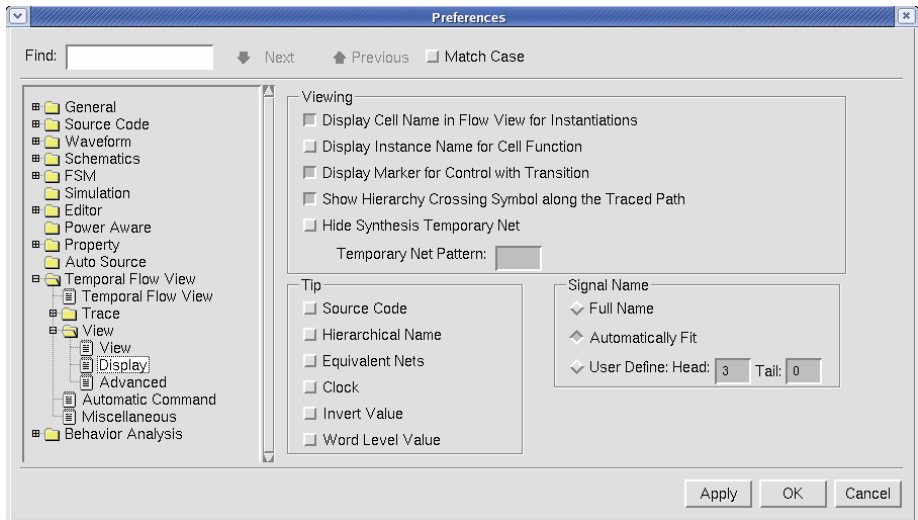 Preferences
Find: Next Previous Match Case
General
Source Code
Waveform
Schematics
FSM
Simulation
Editor
Power Aware
Property
Auto Source
Temporal Flow View
Temporal Flow View
Trace
View
View
Display
Advanced
Automatic Command
Miscellaneous
Behavior Analysis
Viewing
Display Cell Name in Flow View for Instantiations
Display Instance Name for Cell Function
Display Marker for Control with Transition
Show Hierarchy Crossing Symbol along the Traced Path
Hide Synthesis Temporary Net
Temporary Net Pattern:
Tip
Source Code
Hierarchical Name
Equivalent Nets
Clock
Invert Value
Word Level Value
Signal Name
Full Name
Automatically Fit
User Define: Head: 3 Tail: 0
Apply OK Cancel